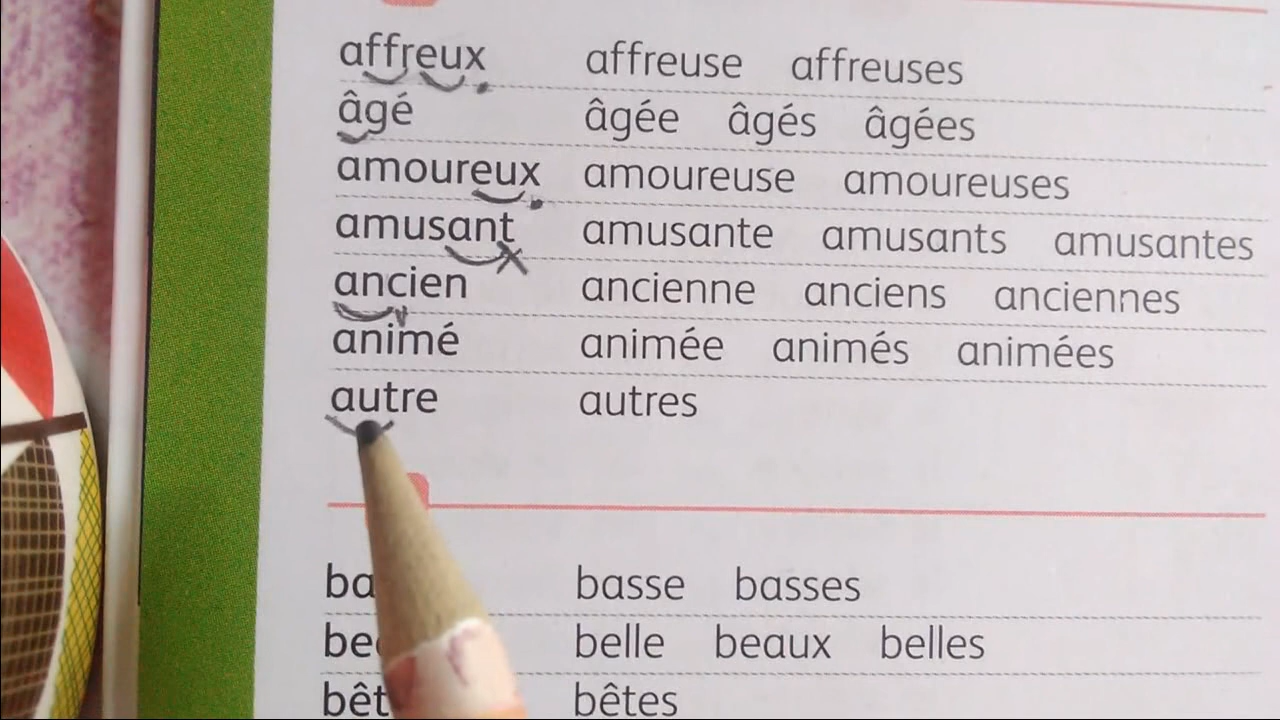 affreux affreuse affreuses
âgé âgée âgés âgées
amoureux amoureuse amoureuses
amusant amusante amusants amusantes
ancien ancienne anciens anciennes
animé animée animés animées
autre autres
basse basses
belle beaux belles
bêtes